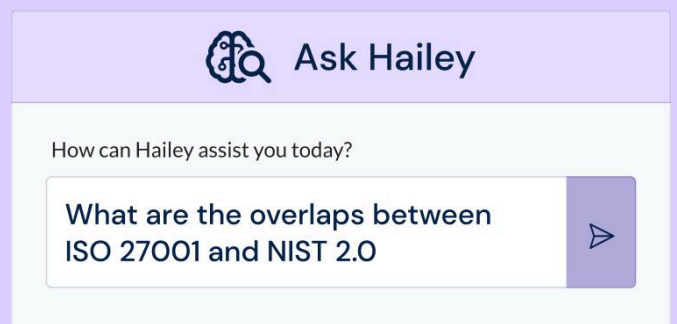 Ask Hailey
How can Hailey assist you today?
What are the overlaps between
ISO 27001 and NIST 2.0